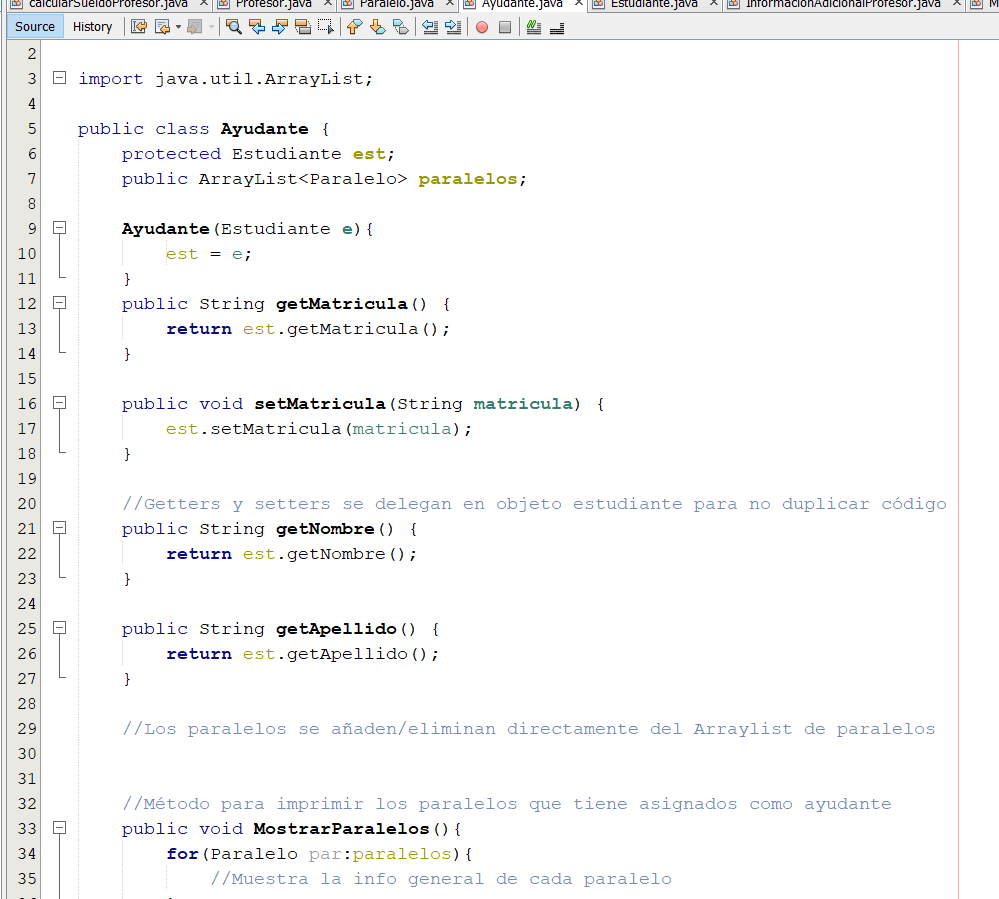 calcularSueldoProfesor.java Profesor.java Paralelo.java Ayudante.java Estudiante.java InformacionAdicionalProfesor.java
Source History
2
3 import java.util.ArrayList;
4
5 public class Ayudante {
6 protected Estudiante est;
7 public ArrayList<Paralelo> paralelos;
8
9 Ayudante(Estudiante e){
10 est = e;
11 }
12 public String getMatricula() {
13 return est.getMatricula();
14 }
15
16 public void setMatricula(String matricula) {
17 est.setMatricula(matricula);
18 }
19
20 //Getters y setters se delegan en objeto estudiante para no duplicar código
21 public String getNombre() {
22 return est.getNombre();
23 }
24
25 public String getApellido() {
26 return est.getApellido();
27 }
28
29 //Los paralelos se añaden/eliminan directamente del Arraylist de paralelos
30
31
32 //Método para imprimir los paralelos que tiene asignados como ayudante
33 public void MostrarParalelos(){
34 for(Paralelo par:paralelos){
35 //Muestra la info general de cada paralelo